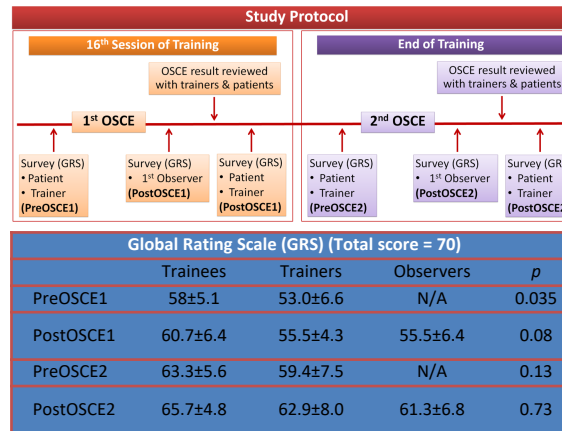 Study Protocol
16th Session of Training
End of Training
OSCE result reviewed
with trainers & patients
OSCE result reviewed
with trainers & patients
1st OSCE
2nd OSCE
Survey (GRS)
• Patient
• Trainer
(PreOSCE1)
Survey (GRS)
• 1st Observer
(PostOSCE1)
Survey (GRS)
• Patient
• Trainer
(PostOSCE1)
Survey (GRS)
• Patient
• Trainer
(PreOSCE2)
Survey (GRS)
• 1st Observer
(PostOSCE2)
Survey (GRS)
• Patient
• Trainer
(PostOSCE2
Global Rating Scale (GRS) (Total score = 70)
Trainees Trainers Observers p
PreOSCE1 58±5.1 53.0±6.6 N/A 0.035
PostOSCE1 60.7±6.4 55.5±4.3 55.5±6.4 0.08
PreOSCE2 63.3±5.6 59.4±7.5 N/A 0.13
PostOSCE2 65.7±4.8 62.9±8.0 61.3±6.8 0.73